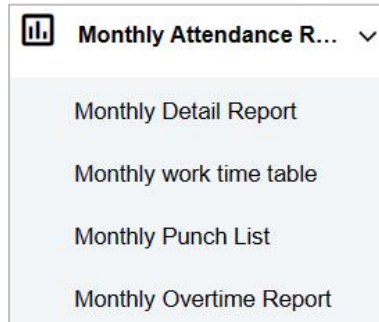 Monthly Attendance R...
Monthly Detail Report
Monthly work time table
Monthly Punch List
Monthly Overtime Report